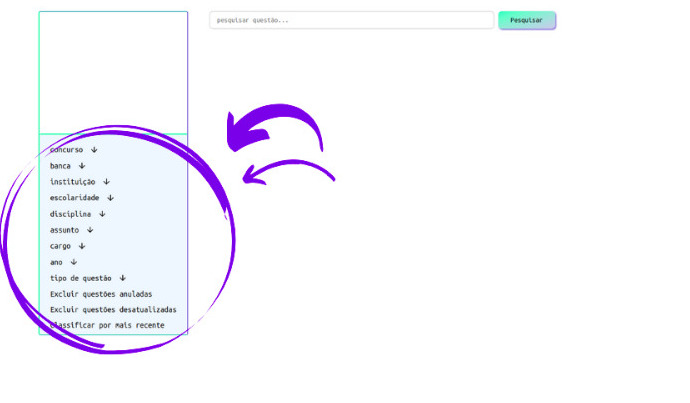 pesquisar questão...
Pesquisar
concurso ↓
banca ↓
instituição ↓
escolaridade ↓
disciplina ↓
assunto ↓
cargo ↓
ano ↓
tipo de questão ↓
Excluir questões anuladas
Excluir questões desatualizadas
Classificar por mais recente